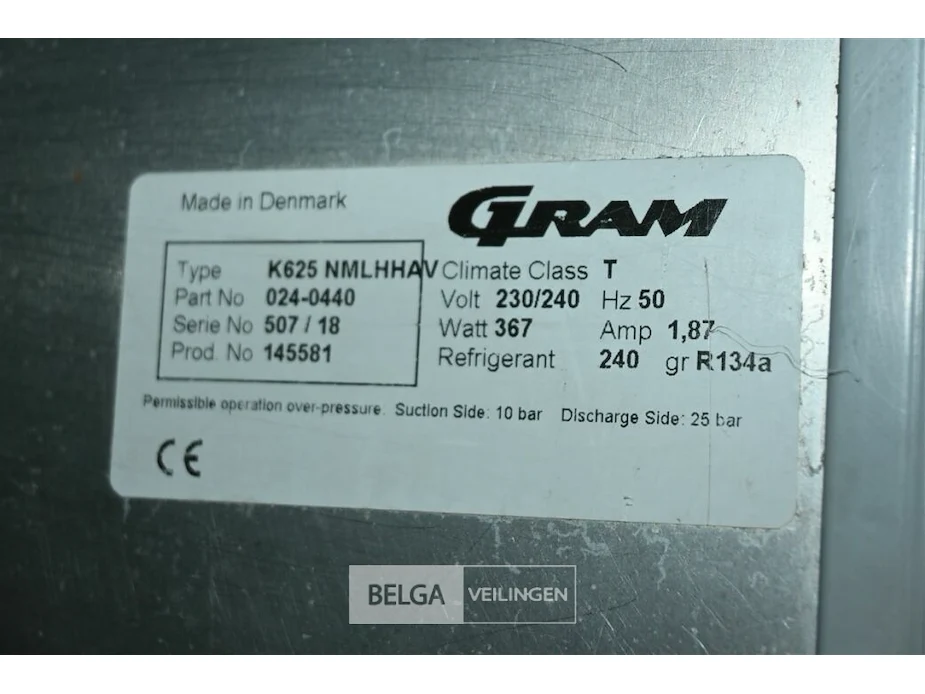 Made in Denmark
GRAM
Type K625 NMLHHAV Climate Class T
Part No 024-0440 Volt 230/240 Hz 50
Serie No 507 / 18 Watt 367 Amp 1,87
Prod. No 145581 Refrigerant 240 gr R134a
Permissible operation over-pressure. Suction Side: 10 bar Discharge Side: 25 bar
CE
BELGA VEILINGEN